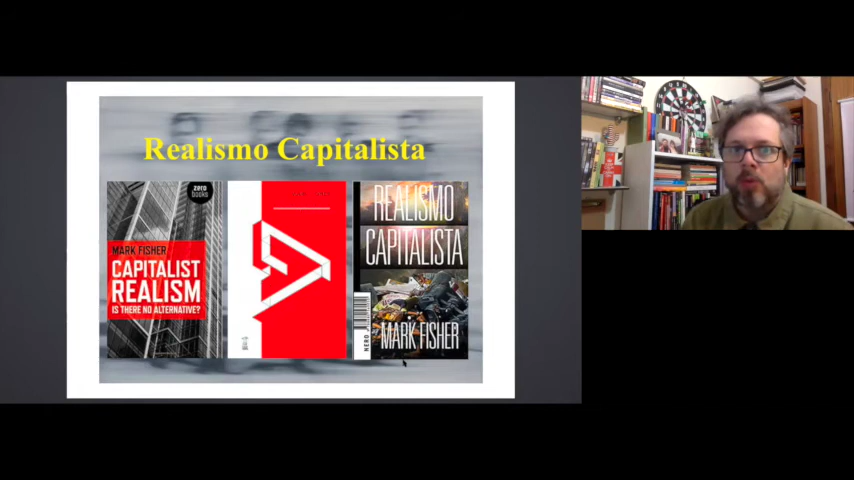 Realismo Capitalista
zero
books
MARK FISHER
CAPITALIST
REALISM
IS THERE NO ALTERNATIVE?
REALISMO
CAPITALISTA
MARK FISHER
NERO